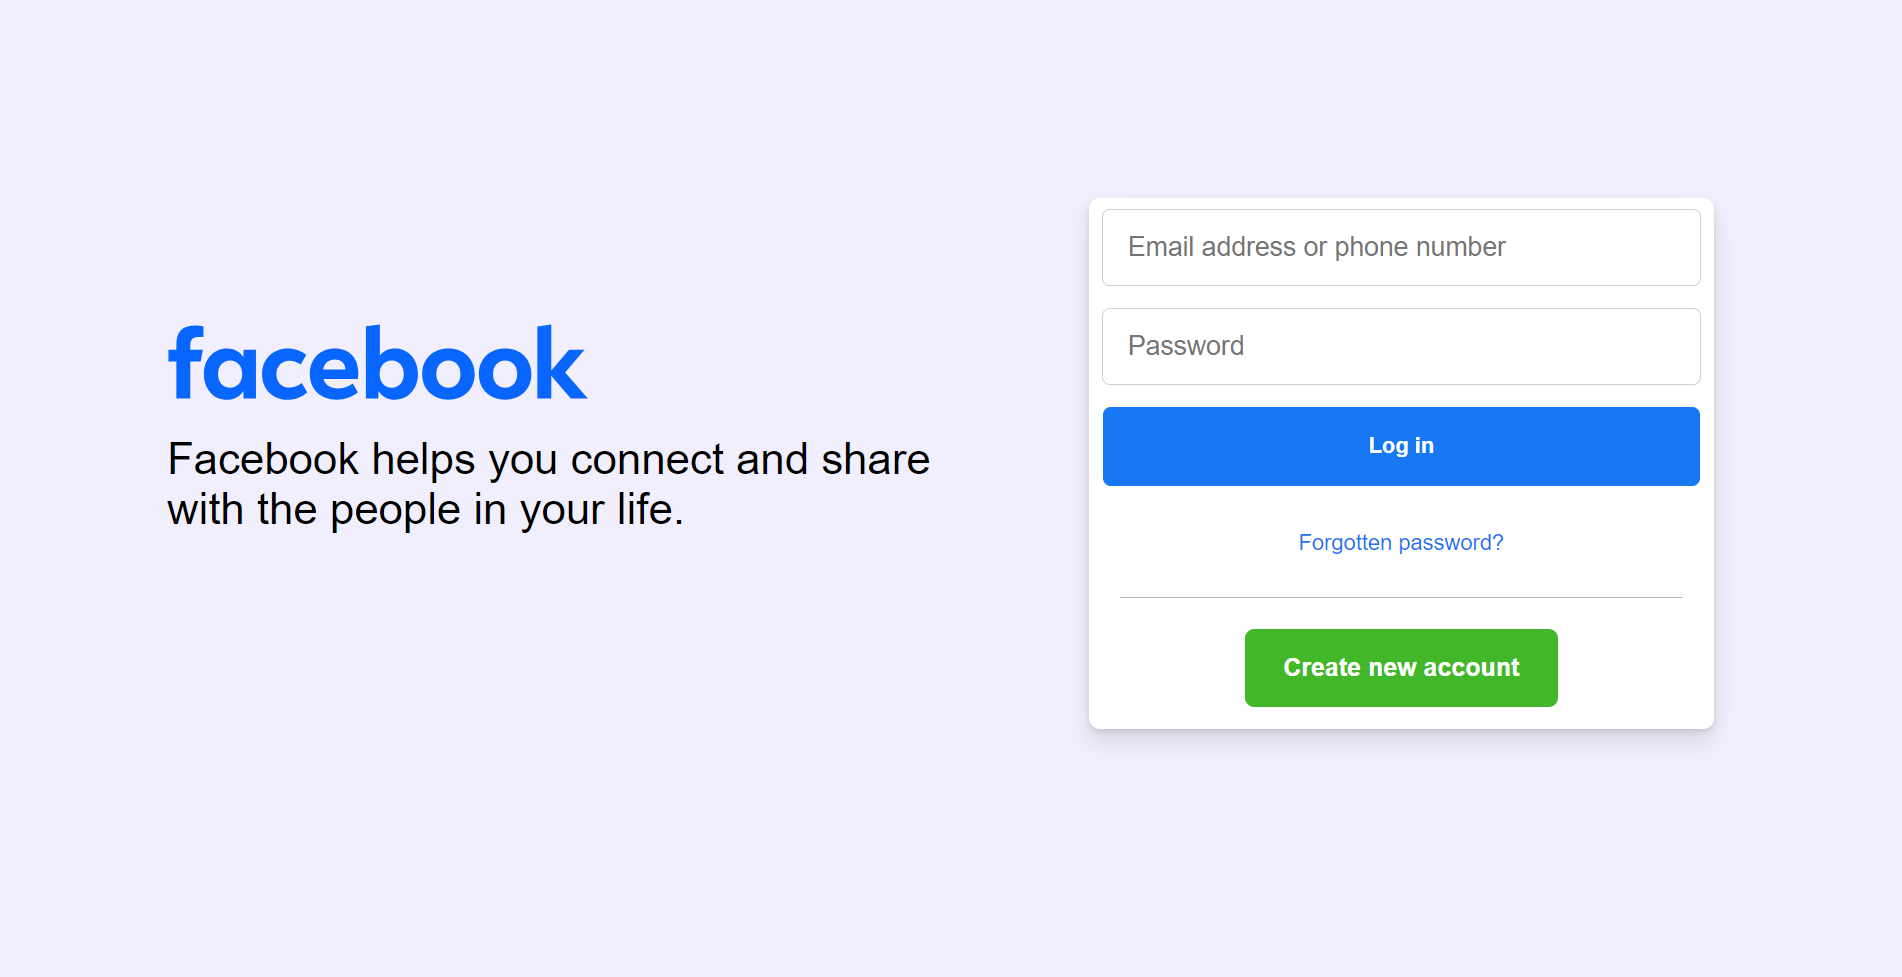 facebook
Facebook helps you connect and share
with the people in your life.
Email address or phone number
Password
Log in
Forgotten password?
Create new account